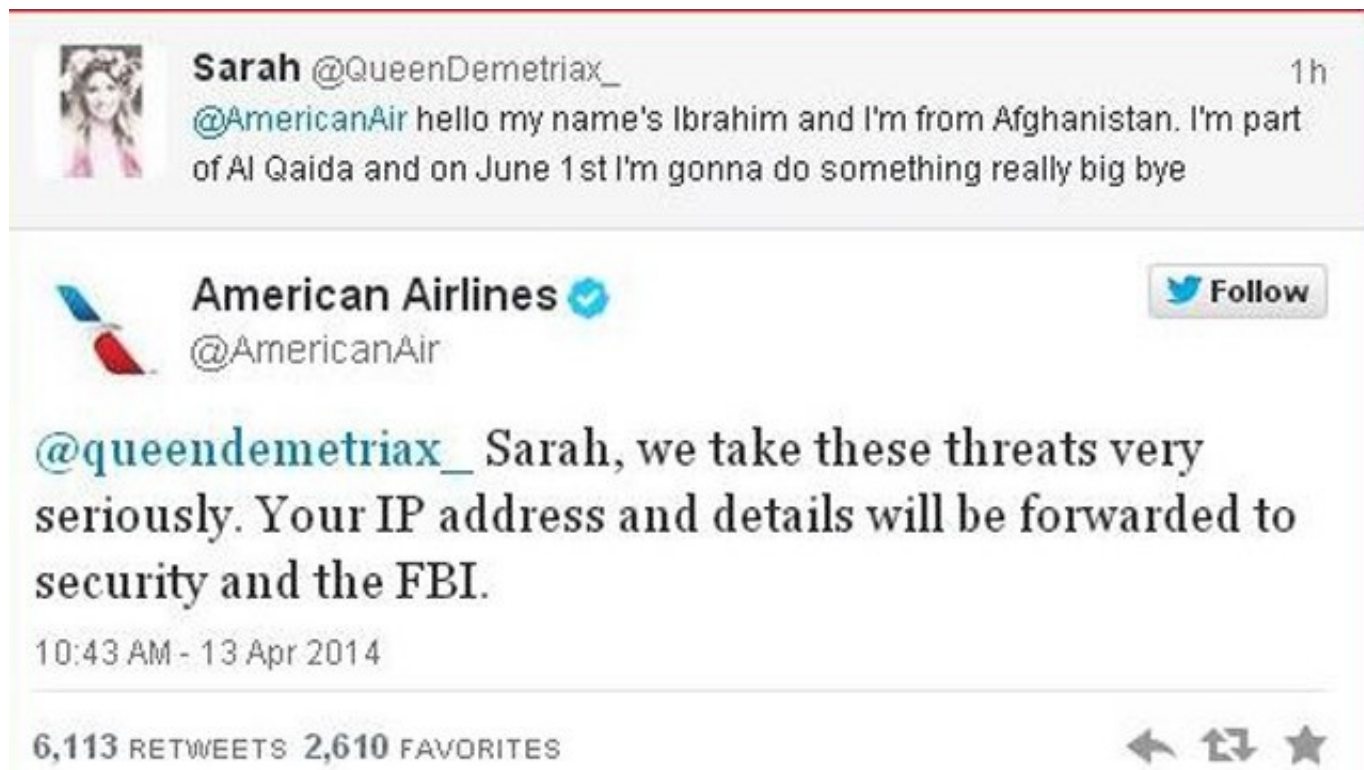 Sarah @QueenDemetriax_ 1h
@AmericanAir hello my name's Ibrahim and I'm from Afghanistan. I'm part
of Al Qaida and on June 1st I'm gonna do something really big bye
American Airlines Follow
@AmericanAir
@queendemetriax_ Sarah, we take these threats very
seriously. Your IP address and details will be forwarded to
security and the FBI.
10:43 AM - 13 Apr 2014
6,113 RETWEETS 2,610 FAVORITES